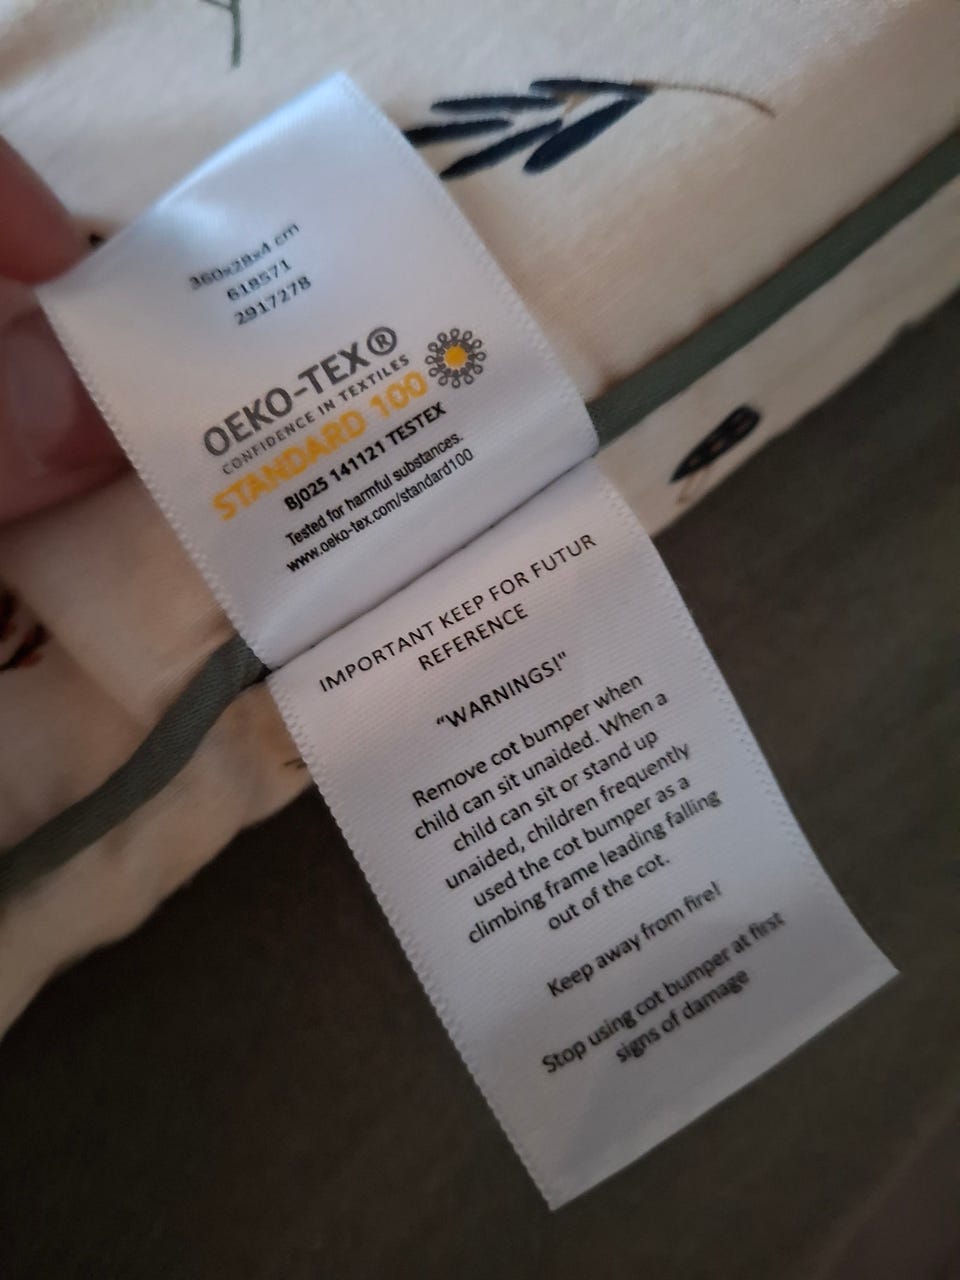 360x28x4 cm
618571
2917278
OEKO-TEX®
CONFIDENCE IN TEXTILES
STANDARD 100
BJ025 141121 TESTEX
Tested for harmful substances.
www.oeko-tex.com/standard100
IMPORTANT KEEP FOR FUTUR
REFERENCE
“WARNINGS!"
Remove cot bumper when
child can sit unaided. When a
child can sit or stand up
unaided, children frequently
used the cot bumper as a
climbing frame leading falling
out of the cot.
Keep away from fire!
Stop using cot bumper at first
signs of damage